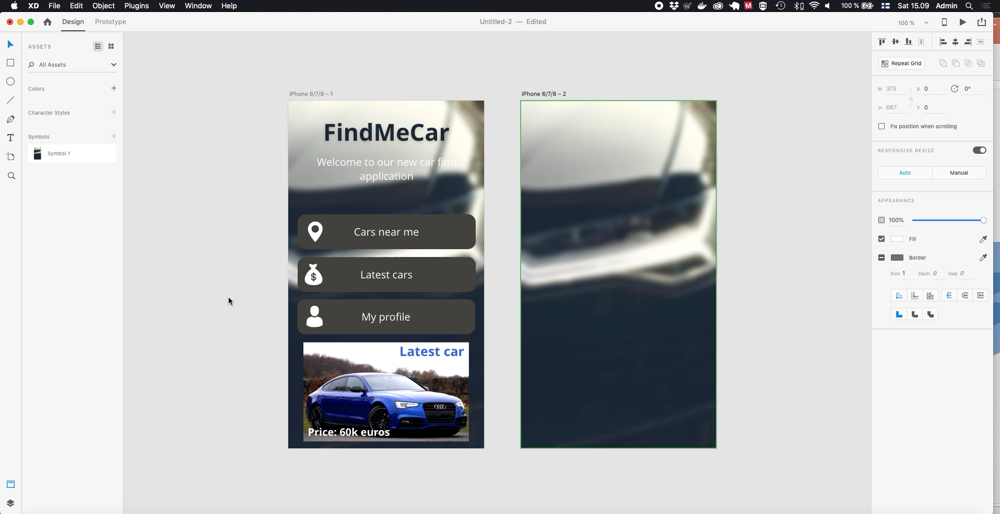 XD File Edit Object Plugins View Window Help
100 % Sat 15.09 Admin
Design Prototype
Untitled-2 — Edited
100 %
ASSETS
All Assets
Colors
Character Styles
Symbols
Symbol 1
iPhone 6/7/8 – 1
FindMeCar
Welcome to our new car find
application
Cars near me
$
Latest cars
My profile
Latest car
Price: 60k euros
iPhone 6/7/8 – 2
Repeat Grid
W 375 X 0 0°
H 667 Y 0
Fix position when scrolling
RESPONSIVE RESIZE
Auto Manual
APPEARANCE
100%
Fill
Border
Size 1 Dash 0 Gap 0